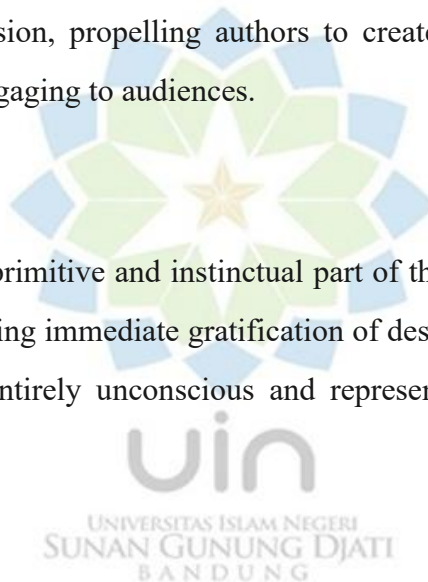 sion, propelling authors to create
gaging to audiences.
primitive and instinctual part of th
ing immediate gratification of des
ntirely unconscious and represer
uin
UNIVERSITAS ISLAM NEGERI
SUNAN GUNUNG DJATI
BANDUNG